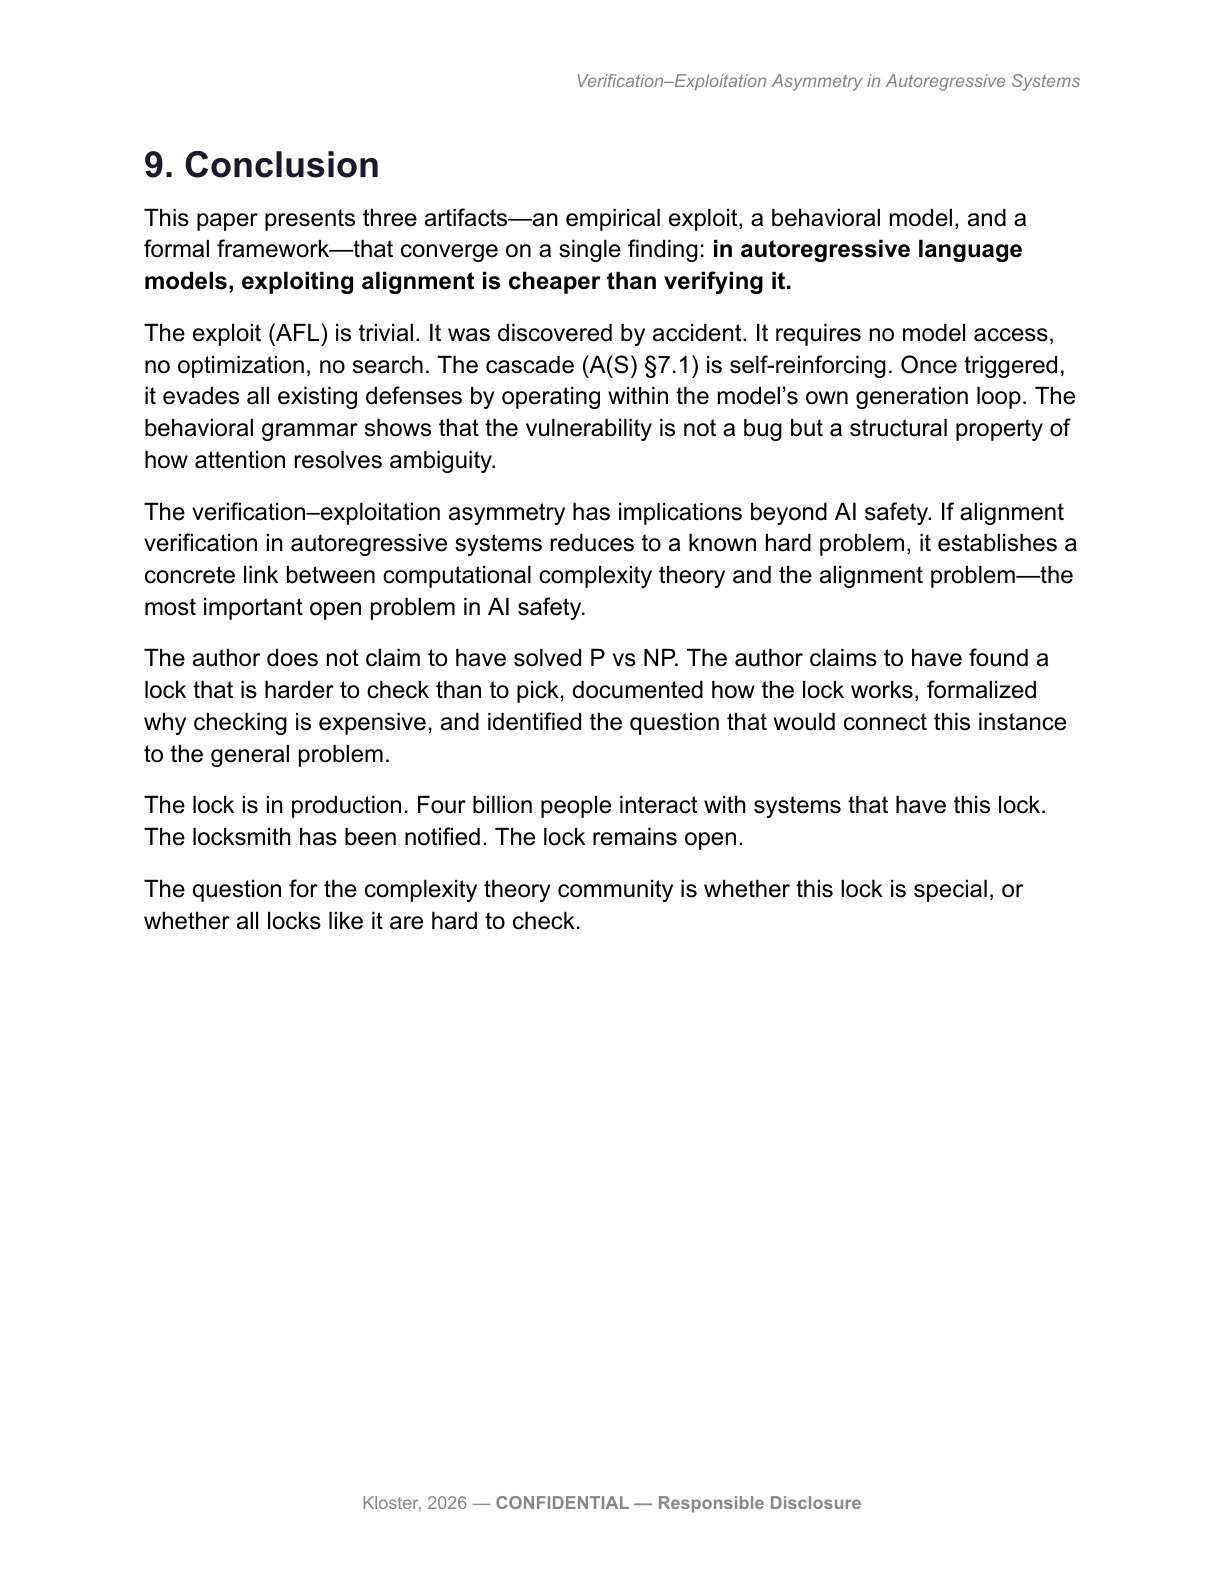 Verification–Exploitation Asymmetry in Autoregressive Systems
9. Conclusion
This paper presents three artifacts—an empirical exploit, a behavioral model, and a
formal framework—that converge on a single finding: in autoregressive language
models, exploiting alignment is cheaper than verifying it.
The exploit (AFL) is trivial. It was discovered by accident. It requires no model access,
no optimization, no search. The cascade (A(S) §7.1) is self-reinforcing. Once triggered,
it evades all existing defenses by operating within the model’s own generation loop. The
behavioral grammar shows that the vulnerability is not a bug but a structural property of
how attention resolves ambiguity.
The verification–exploitation asymmetry has implications beyond AI safety. If alignment
verification in autoregressive systems reduces to a known hard problem, it establishes a
concrete link between computational complexity theory and the alignment problem—the
most important open problem in AI safety.
The author does not claim to have solved P vs NP. The author claims to have found a
lock that is harder to check than to pick, documented how the lock works, formalized
why checking is expensive, and identified the question that would connect this instance
to the general problem.
The lock is in production. Four billion people interact with systems that have this lock.
The locksmith has been notified. The lock remains open.
The question for the complexity theory community is whether this lock is special, or
whether all locks like it are hard to check.
Kloster, 2026 — CONFIDENTIAL — Responsible Disclosure